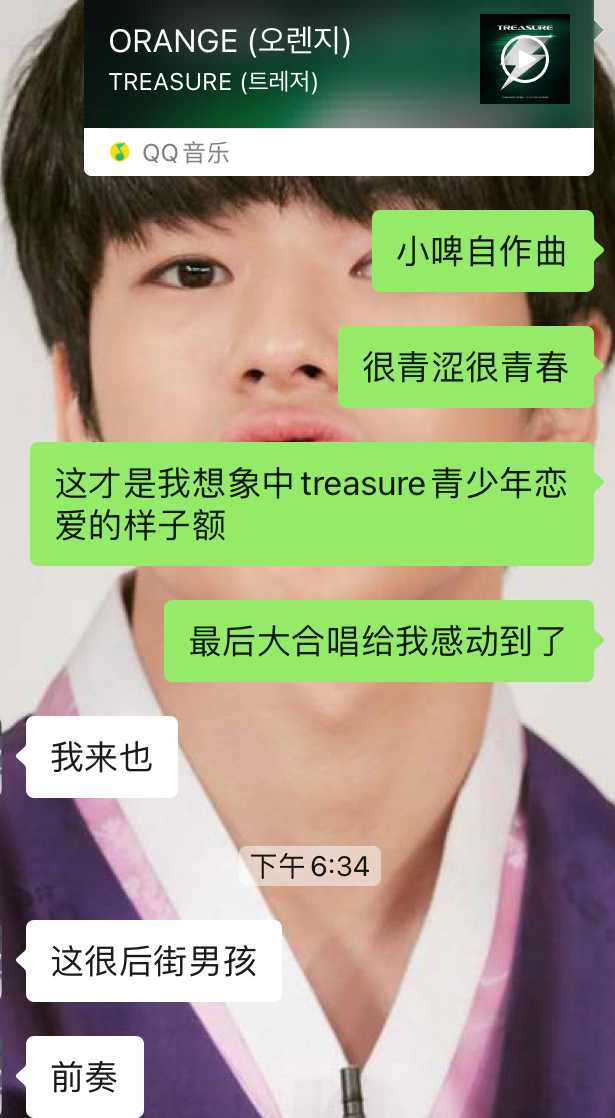 ORANGE (오렌지)
TREASURE (트레저)
TREASURE
QQ音乐
小啤自作曲
很青涩很青春
这才是我想象中treasure青少年恋
爱的样子额
最后大合唱给我感动到了
我来也
下午6:34
这很后街男孩
前奏